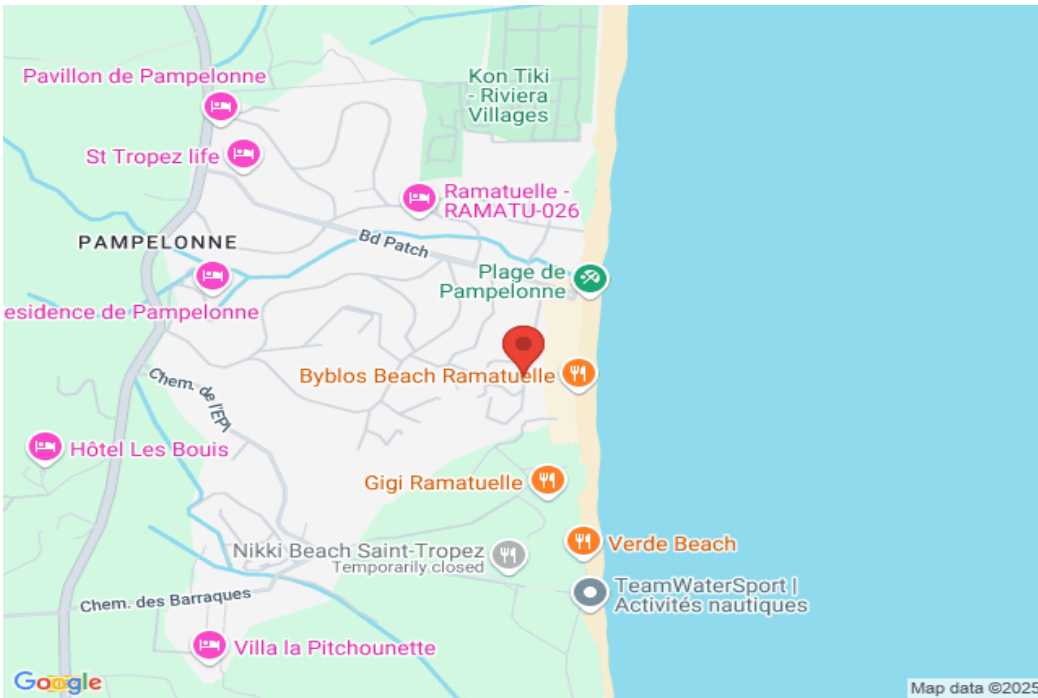 Pavillon de Pampelonne
Kon Tiki
- Riviera
Villages
St Tropez life
Ramatuelle -
RAMATU-026
PAMPELONNE
Bd Patch
Plage de
Pampelonne
esidence de Pampelonne
Byblos Beach Ramatuelle
Chem. de l'EPI
Hôtel Les Bouis
Gigi Ramatuelle
Nikki Beach Saint-Tropez
Temporarily closed
Verde Beach
TeamWaterSport |
Activités nautiques
Chem. des Barraques
Villa la Pitchounette
Google
Map data ©2025